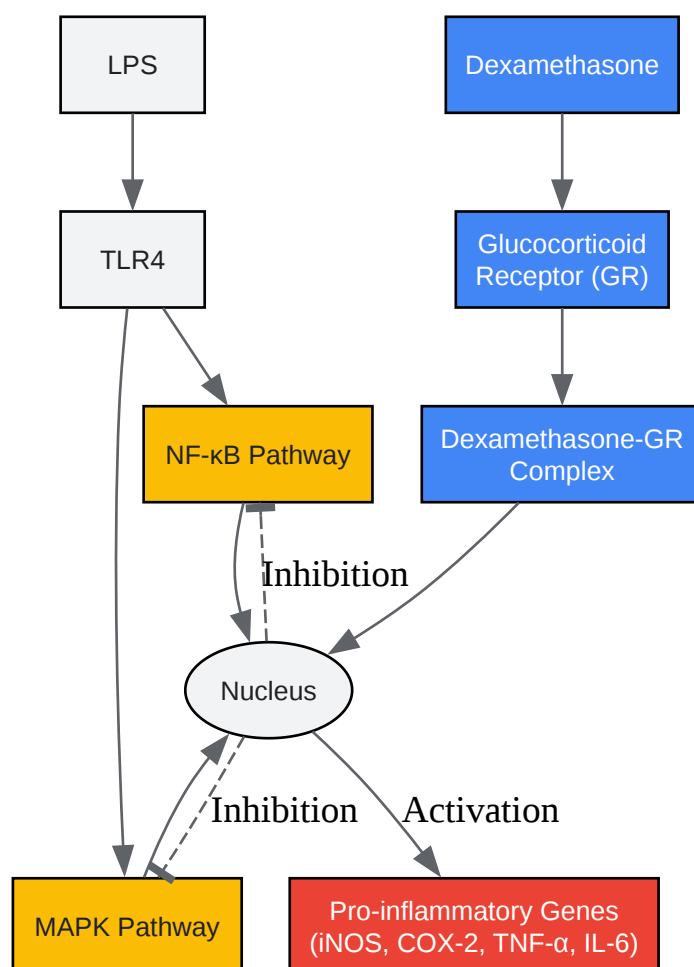 LPS
Dexamethasone
TLR4
Glucocorticoid
Receptor (GR)
NF-κB Pathway
Dexamethasone-GR
Complex
Inhibition
Nucleus
Inhibition
Activation
MAPK Pathway
Pro-inflammatory Genes
(iNOS, COX-2, TNF-α, IL-6)